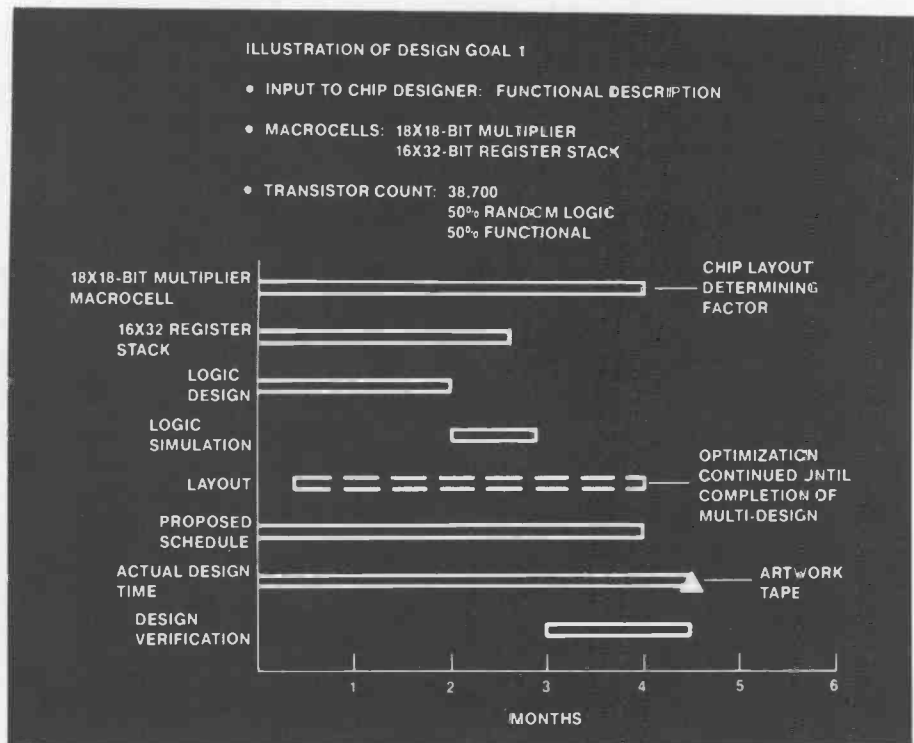 ILLUSTRATION OF DESIGN GOAL 1
• INPUT TO CHIP DESIGNER: FUNCTIONAL DESCRIPTION
• MACROCELLS: 18X18-BIT MULTIPLIER
16X32-BIT REGISTER STACK
• TRANSISTOR COUNT: 38,700
50% RANDOM LOGIC
50% FUNCTIONAL
18X18-BIT MULTIPLIER
MACROCELL
CHIP LAYOUT
DETERMINING
FACTOR
16X32 REGISTER
STACK
LOGIC
DESIGN
LOGIC
SIMULATION
LAYOUT
OPTIMIZATION
CONTINUED UNTIL
COMPLETION OF
MULTI-DESIGN
PROPOSED
SCHEDULE
ACTUAL DESIGN
TIME
ARTWORK
TAPE
DESIGN
VERIFICATION
1 2 3 4 5 6
MONTHS